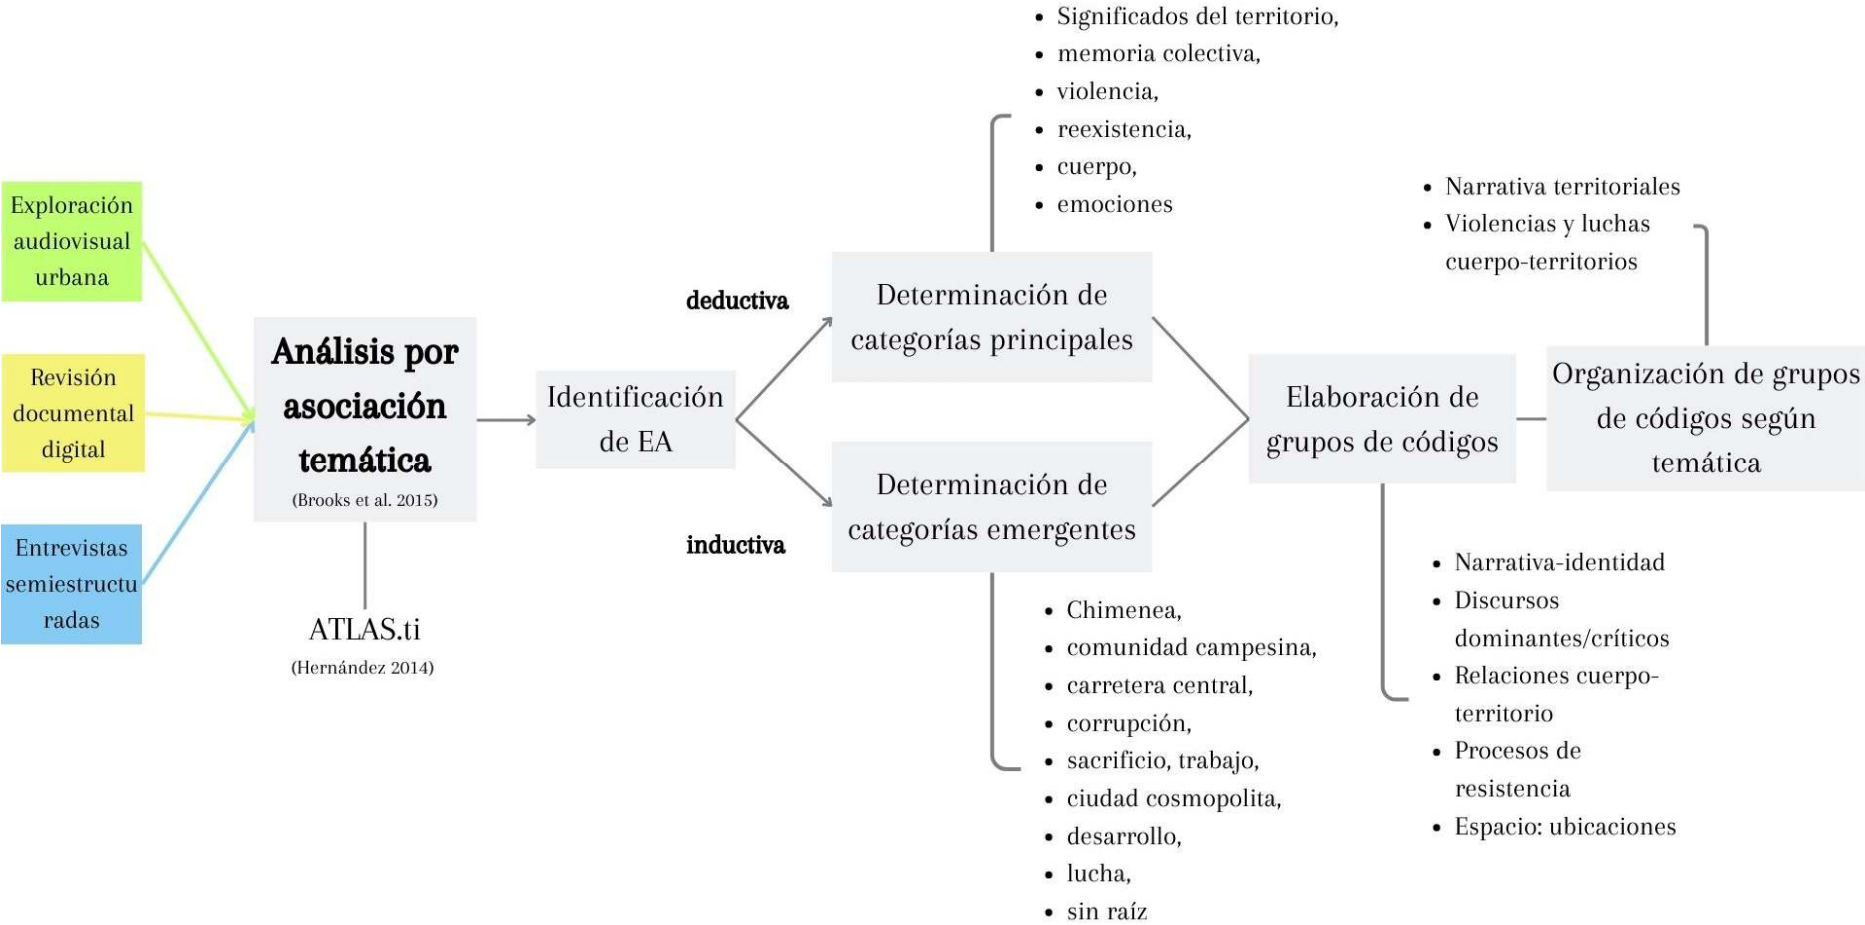 Exploración
audiovisual
urbana
Revisión
documental
digital
Entrevistas
semiestructu
radas
Análisis por
asociación
temática
(Brooks et al. 2015)
ATLAS.ti
(Hernández 2014)
Identificación
de EA
deductiva
inductiva
• Significados del territorio,
• memoria colectiva,
• violencia,
• reexistencia,
• cuerpo,
• emociones
Determinación de
categorías principales
Determinación de
categorías emergentes
• Chimenea,
• comunidad campesina,
• carretera central,
• corrupción,
• sacrificio, trabajo,
• ciudad cosmopolita,
• desarrollo,
• lucha,
• sin raíz
Elaboración de
grupos de códigos
• Narrativa-identidad
• Discursos
dominantes/críticos
• Relaciones cuerpo-
territorio
• Procesos de
resistencia
• Espacio: ubicaciones
• Narrativa territoriales
• Violencias y luchas
cuerpo-territorios
Organización de grupos
de códigos según
temática